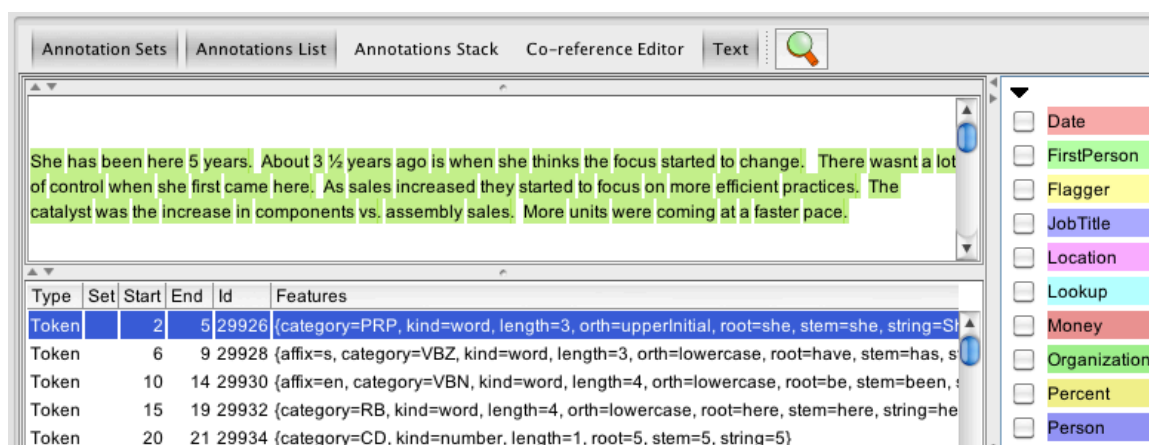 Annotation Sets Annotations List Annotations Stack Co-reference Editor Text
She has been here 5 years. About 3 ½ years ago is when she thinks the focus started to change. There wasnt a lot
of control when she first came here. As sales increased they started to focus on more efficient practices. The
catalyst was the increase in components vs. assembly sales. More units were coming at a faster pace.
Type Set Start End Id Features
Token 2 5 29926 {category=PRP, kind=word, length=3, orth=upperInitial, root=she, stem=she, string=Sh
Token 6 9 29928 {affix=s, category=VBZ, kind=word, length=3, orth=lowercase, root=have, stem=has, s
Token 10 14 29930 {affix=en, category=VBN, kind=word, length=4, orth=lowercase, root=be, stem=been, s
Token 15 19 29932 {category=RB, kind=word, length=4, orth=lowercase, root=here, stem=here, string=he
Token 20 21 29934 {category=CD, kind=number, length=1, root=5, stem=5, string=5}
Date
FirstPerson
Flagger
JobTitle
Location
Lookup
Money
Organization
Percent
Person